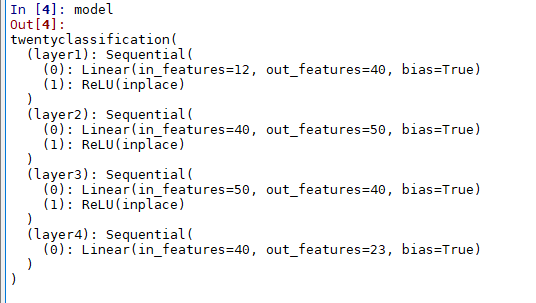 In [4]: model
Out[4]:
twentyclassification(
  (layer1): Sequential(
    (0): Linear(in_features=12, out_features=40, bias=True)
    (1): ReLU(inplace)
  )
  (layer2): Sequential(
    (0): Linear(in_features=40, out_features=50, bias=True)
    (1): ReLU(inplace)
  )
  (layer3): Sequential(
    (0): Linear(in_features=50, out_features=40, bias=True)
    (1): ReLU(inplace)
  )
  (layer4): Sequential(
    (0): Linear(in_features=40, out_features=23, bias=True)
  )
)